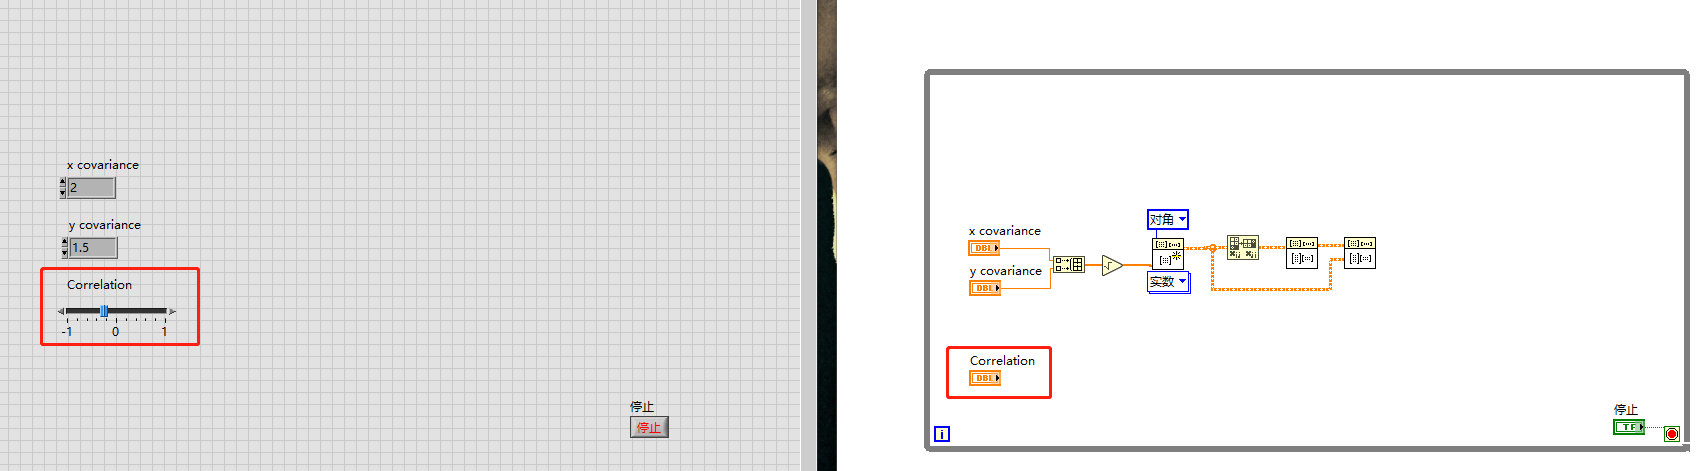 x covariance
2
y covariance
1.5
Correlation
-1 0 1
停止
停止
对角
x covariance
DBL
y covariance
DBL
实数
Correlation
DBL
停止
TF
i